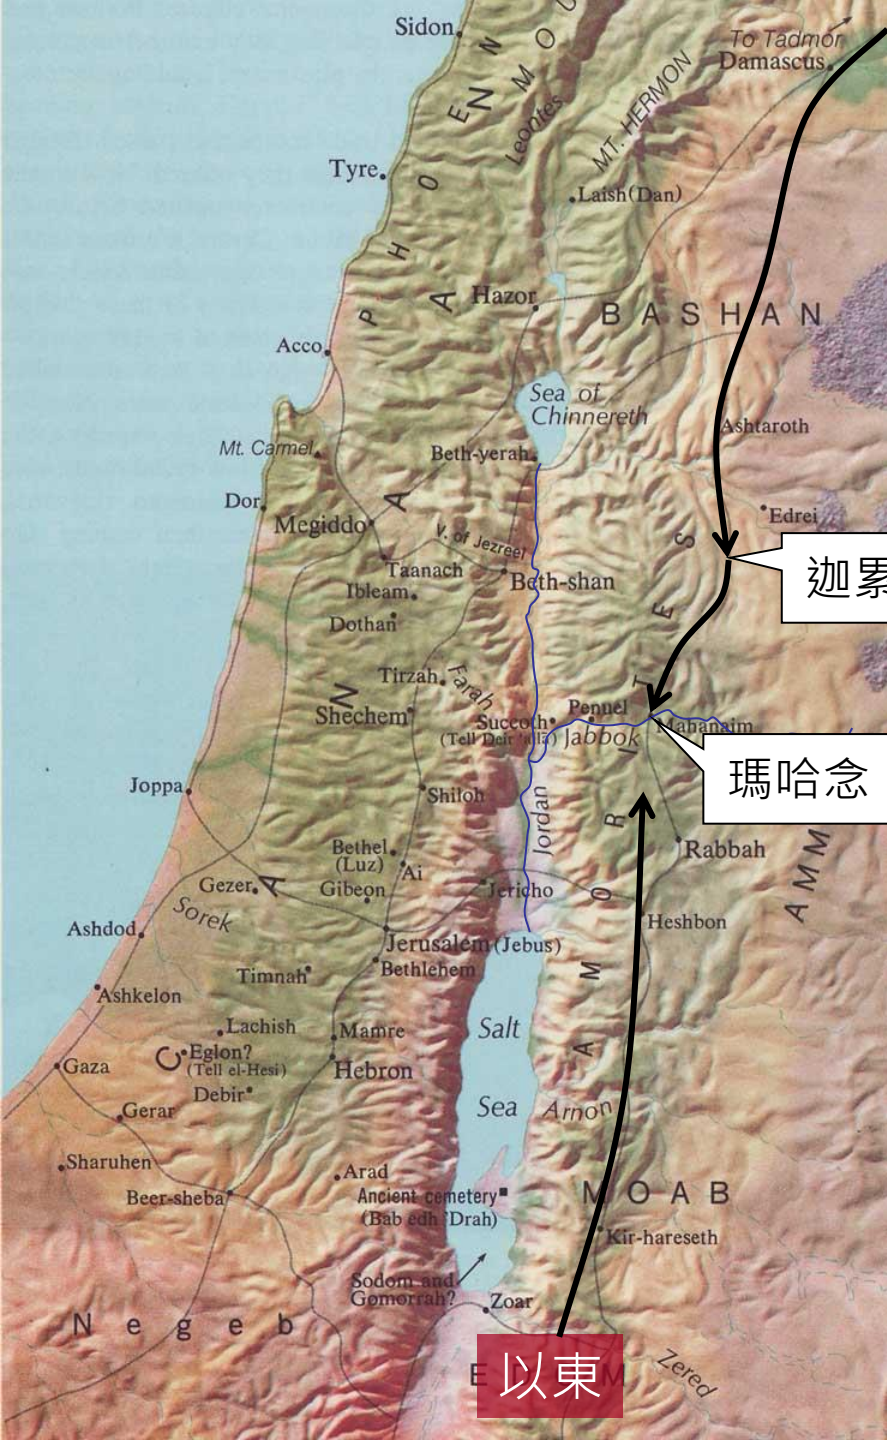 Sidon
To Tadmor
Damascus
MOU
Leontes
MT. HERMON
PHOENN
Tyre
Laish(Dan)
Hazor
BASHAN
Acco
Sea of
Chinnereth
Ashtaroth
Mt. Carmel
Beth-yerah
Dor
Megiddo
Edrei
V. of Jezreel
Taanach
Beth-shan
迦累
Ibleam
Dothan
Tirzah
Farah
Shechem
Succoth
(Tell Deir 'alla)
Penuel
Jabbok
Mahanaim
瑪哈念
Joppa
Shiloh
Jordan
Bethel
(Luz)
Ai
Rabbah
AMM
Gezer
Gibeon
Jericho
Sorek
Heshbon
Ashdod
Jerusalem (Jebus)
Bethlehem
Timnah
Ashkelon
CANAAN
AMORITES
Lachish
Mamre
Salt
Sea
Eglon?
(Tell el-Hesi)
Hebron
Gaza
Debir
Arnon
Gerar
Sharuhen
Arad
Beer-sheba
Ancient cemetery
(Bab edh 'Drah)
MOAB
Kir-hareseth
Sodom and
Gomorrah?
Zoar
Negeb
以東
E M
Zered